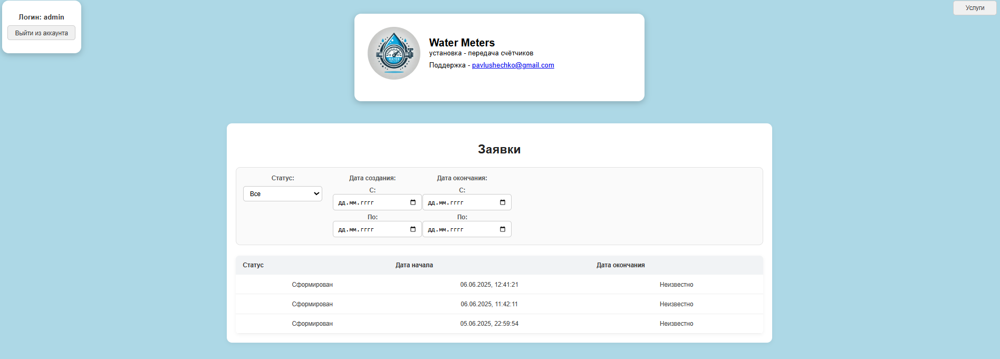 Логин: admin
Выйти из аккаунта
Услуги
WATER
METERS
Water Meters
установка - передача счётчиков
Поддержка - pavlushechko@gmail.com
Заявки
Статус: Дата создания: Дата окончания:
С: С:
Все дд.мм.гггг дд.мм.гггг
По: По:
дд.мм.гггг дд.мм.гггг
Статус Дата начала Дата окончания
Сформирован 06.06.2025, 12:41:21 Неизвестно
Сформирован 06.06.2025, 11:42:11 Неизвестно
Сформирован 05.06.2025, 22:59:54 Неизвестно